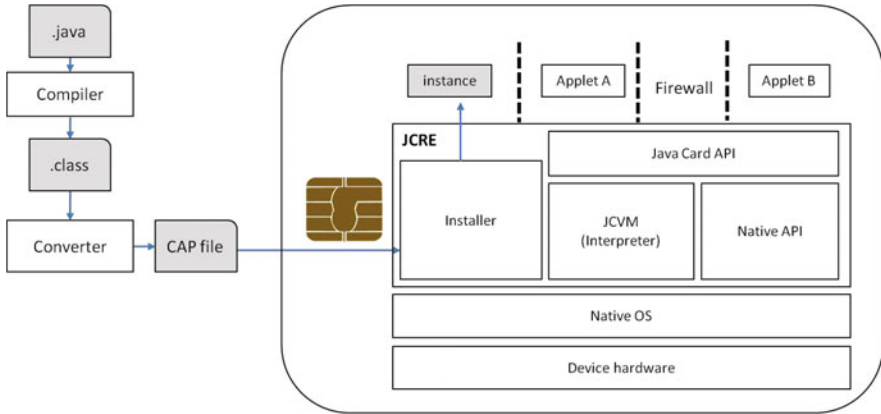 .java
Compiler
.class
Converter
CAP file
instance
Applet A
Firewall
Applet B
JCRE
Java Card API
Installer
JCVM
(Interpreter)
Native API
Native OS
Device hardware